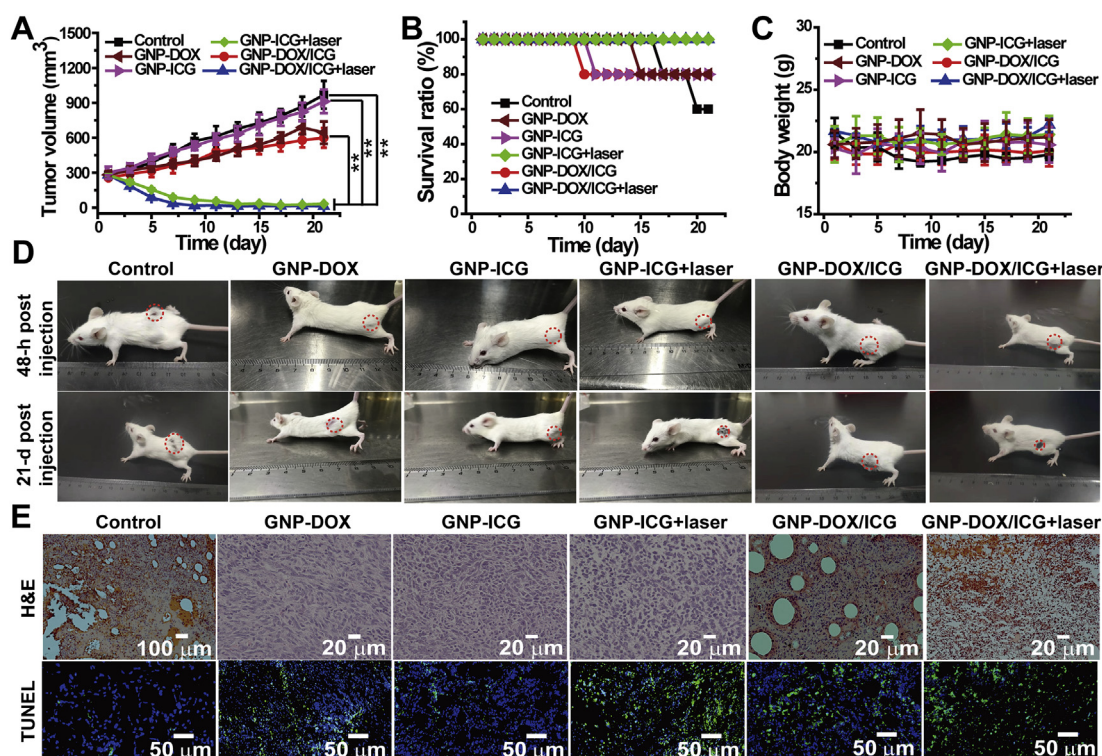 A
Tumor volume (mm³)
1500
1200
900
600
300
0
0 5 10 15 20
Time (day)
Control
GNP-DOX
GNP-ICG
GNP-ICG+laser
GNP-DOX/ICG
GNP-DOX/ICG+laser
**
**
**
B
Survival ratio (%)
100
80
60
40
20
0
0 5 10 15 20
Time (day)
Control
GNP-DOX
GNP-ICG
GNP-ICG+laser
GNP-DOX/ICG
GNP-DOX/ICG+laser
C
Body weight (g)
30
25
20
15
0 5 10 15 20
Time (day)
Control
GNP-DOX
GNP-ICG
GNP-ICG+laser
GNP-DOX/ICG
GNP-DOX/ICG+laser
D
Control GNP-DOX GNP-ICG GNP-ICG+laser GNP-DOX/ICG GNP-DOX/ICG+laser
48-h post
injection
21-d post
injection
E
Control GNP-DOX GNP-ICG GNP-ICG+laser GNP-DOX/ICG GNP-DOX/ICG+laser
H&E
100 μm 20 μm 20 μm 20 μm 20 μm 20 μm
TUNEL
50 μm 50 μm 50 μm 50 μm 50 μm 50 μm